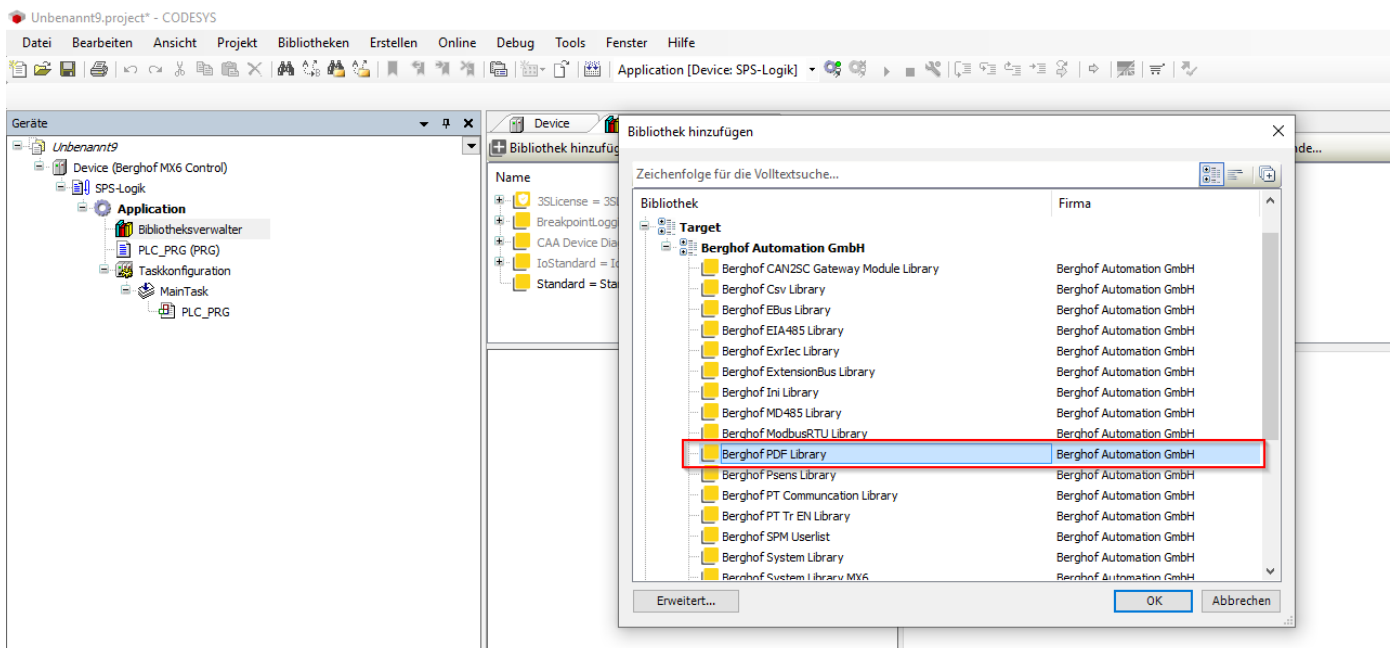 Unbenannt9.project* - CODESYS
Datei Bearbeiten Ansicht Projekt Bibliotheken Erstellen Online Debug Tools Fenster Hilfe
Application [Device: SPS-Logik]
Geräte
Unbenannt9
Device (Berghof MX6 Control)
SPS-Logik
Application
Bibliotheksverwalter
PLC_PRG (PRG)
Taskkonfiguration
MainTask
PLC_PRG
Device
Bibliothek hinzufüg
Name
3SLicense = 3SL
BreakpointLogg
CAA Device Dia
IoStandard = Io
Standard = Sta
Bibliothek hinzufügen
Zeichenfolge für die Volltextsuche...
Bibliothek Firma
Target
Berghof Automation GmbH
Berghof CAN2SC Gateway Module Library Berghof Automation GmbH
Berghof Csv Library Berghof Automation GmbH
Berghof EBus Library Berghof Automation GmbH
Berghof EIA485 Library Berghof Automation GmbH
Berghof ExrIec Library Berghof Automation GmbH
Berghof ExtensionBus Library Berghof Automation GmbH
Berghof Ini Library Berghof Automation GmbH
Berghof MD485 Library Berghof Automation GmbH
Berghof ModbusRTU Library Berghof Automation GmbH
Berghof PDF Library Berghof Automation GmbH
Berghof Psens Library Berghof Automation GmbH
Berghof PT Communcation Library Berghof Automation GmbH
Berghof PT Tr EN Library Berghof Automation GmbH
Berghof SPM Userlist Berghof Automation GmbH
Berghof System Library Berghof Automation GmbH
Berghof System Library MX6 Berghof Automation GmbH
Erweitert... OK Abbrechen
nde...